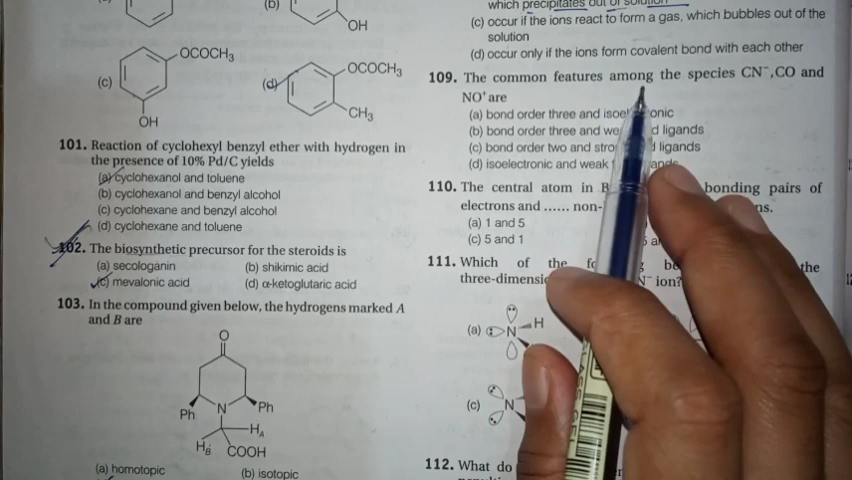 (b)
OH
(c)
OCOCH₃
OH
(d)
OCOCH₃
CH₃
101. Reaction of cyclohexyl benzyl ether with hydrogen in
the presence of 10% Pd/C yields
(a) cyclohexanol and toluene
(b) cyclohexanol and benzyl alcohol
(c) cyclohexane and benzyl alcohol
(d) cyclohexane and toluene
102. The biosynthetic precursor for the steroids is
(a) secologanin (b) shikimic acid
(c) mevalonic acid (d) α-ketoglutaric acid
103. In the compound given below, the hydrogens marked A
and B are
O
Ph N Ph
H_A
H_B COOH
(a) homotopic (b) isotopic
which precipitates out of solution
(c) occur if the ions react to form a gas, which bubbles out of the
solution
(d) occur only if the ions form covalent bond with each other
109. The common features among the species CN⁻, CO and
NO⁺ are
(a) bond order three and
(b) bond order three and ligands
(c) bond order two and ligands
(d) isoelectronic and weak
110. The central atom in bonding pairs of
electrons and ...... non-
(a) 1 and 5
(c) 5 and 1
111. Which of the the
three-dimensio ion?
(a) N H
(c) N
112. What do